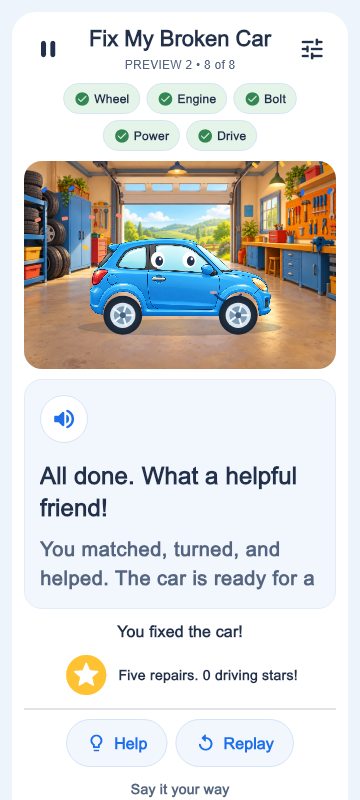 Fix My Broken Car
PREVIEW 2 • 8 of 8
Wheel
Engine
Bolt
Power
Drive
All done. What a helpful
friend!
You matched, turned, and
helped. The car is ready for a
You fixed the car!
Five repairs. 0 driving stars!
Help
Replay
Say it your way